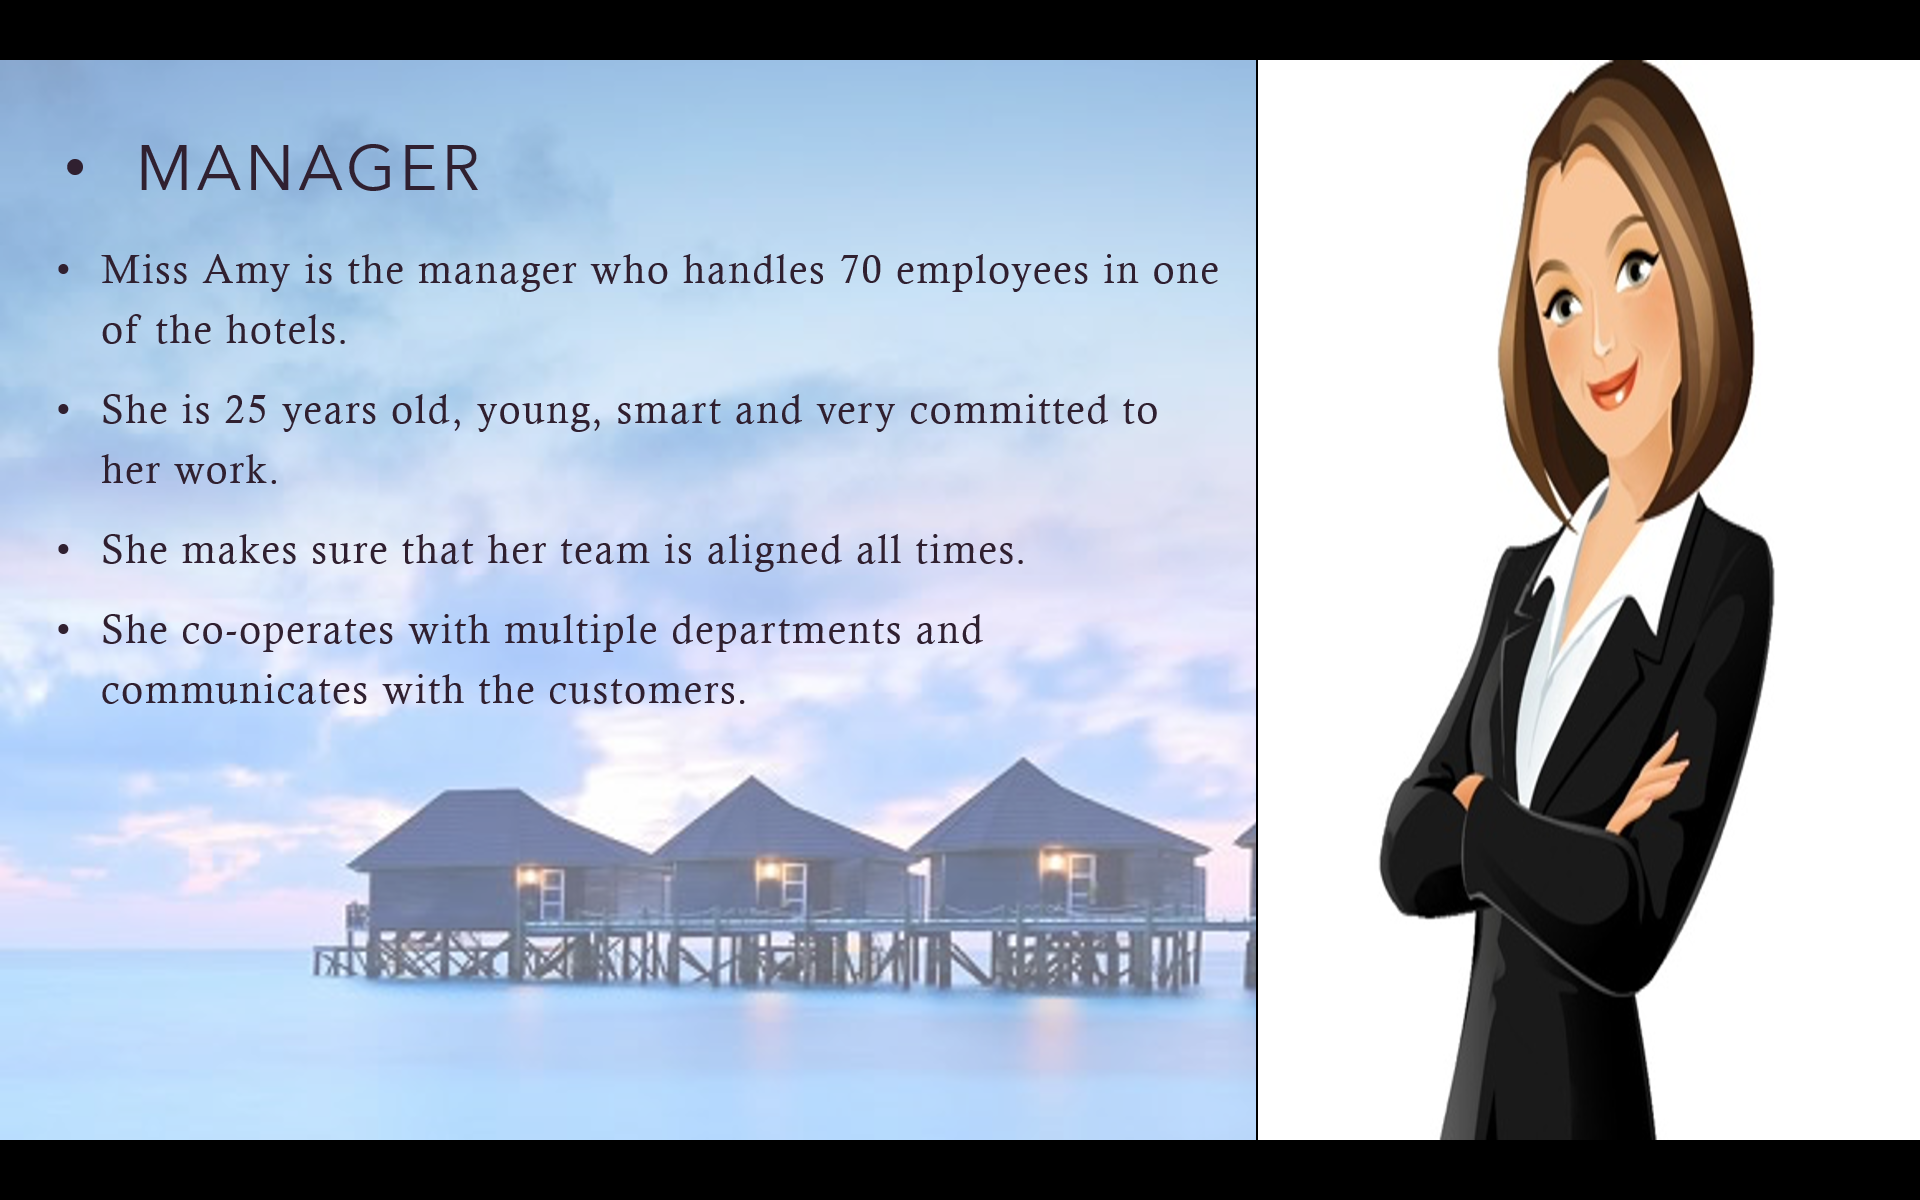 • MANAGER
• Miss Amy is the manager who handles 70 employees in one
of the hotels.
• She is 25 years old, young, smart and very committed to
her work.
• She makes sure that her team is aligned all times.
• She co-operates with multiple departments and
communicates with the customers.